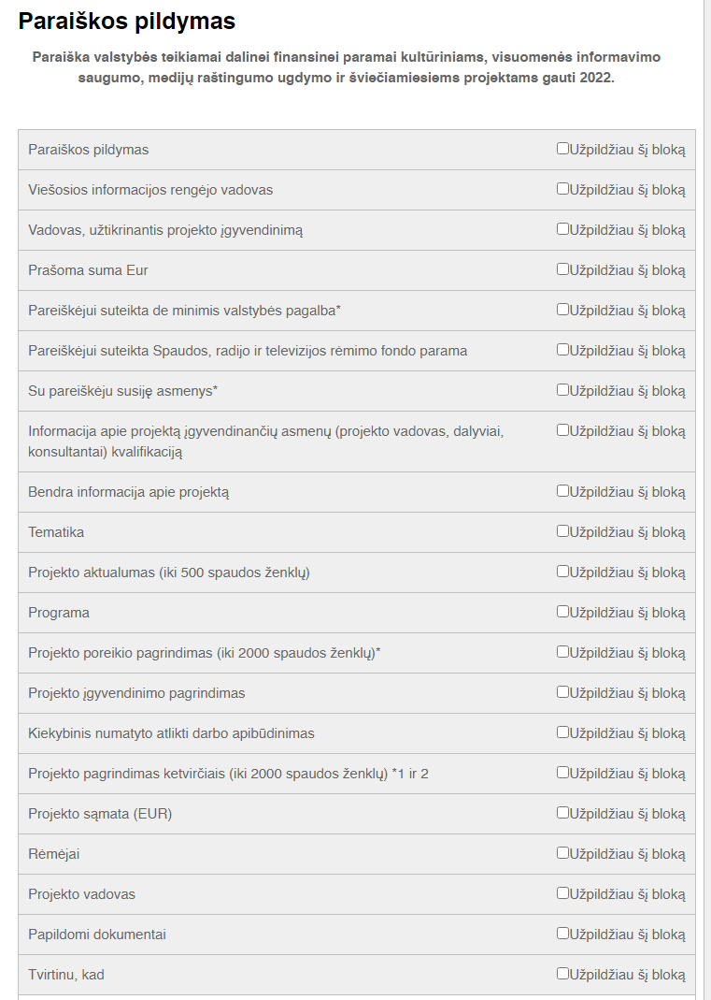 Paraiškos pildymas
Paraiška valstybės teikiamai dalinei finansinei paramai kultūriniams, visuomenės informavimo
saugumo, medijų raštingumo ugdymo ir šviečiamiesiems projektams gauti 2022.
Paraiškos pildymas Užpildžiau šį bloką
Viešosios informacijos rengėjo vadovas Užpildžiau šį bloką
Vadovas, užtikrinantis projekto įgyvendinimą Užpildžiau šį bloką
Prašoma suma Eur Užpildžiau šį bloką
Pareiškėjui suteikta de minimis valstybės pagalba* Užpildžiau šį bloką
Pareiškėjui suteikta Spaudos, radijo ir televizijos rėmimo fondo parama Užpildžiau šį bloką
Su pareiškėju susiję asmenys* Užpildžiau šį bloką
Informacija apie projektą įgyvendinančių asmenų (projekto vadovas, dalyviai, Užpildžiau šį bloką
konsultantai) kvalifikaciją
Bendra informacija apie projektą Užpildžiau šį bloką
Tematika Užpildžiau šį bloką
Projekto aktualumas (iki 500 spaudos ženklų) Užpildžiau šį bloką
Programa Užpildžiau šį bloką
Projekto poreikio pagrindimas (iki 2000 spaudos ženklų)* Užpildžiau šį bloką
Projekto įgyvendinimo pagrindimas Užpildžiau šį bloką
Kiekybinis numatyto atlikti darbo apibūdinimas Užpildžiau šį bloką
Projekto pagrindimas ketvirčiais (iki 2000 spaudos ženklų) *1 ir 2 Užpildžiau šį bloką
Projekto sąmata (EUR) Užpildžiau šį bloką
Rėmėjai Užpildžiau šį bloką
Projekto vadovas Užpildžiau šį bloką
Papildomi dokumentai Užpildžiau šį bloką
Tvirtinu, kad Užpildžiau šį bloką